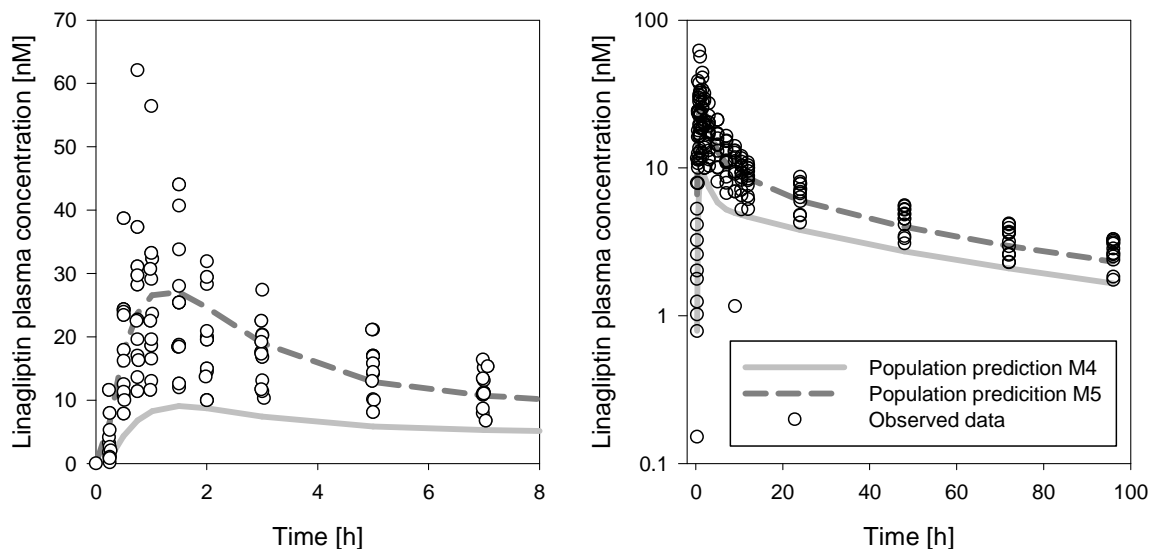 Linagliptin plasma concentration [nM]
70
60
50
40
30
20
10
0
0 2 4 6 8
Time [h]
Linagliptin plasma concentration [nM]
100
10
1
0.1
0 20 40 60 80 100
Time [h]
Population prediction M4
Population predicition M5
Observed data